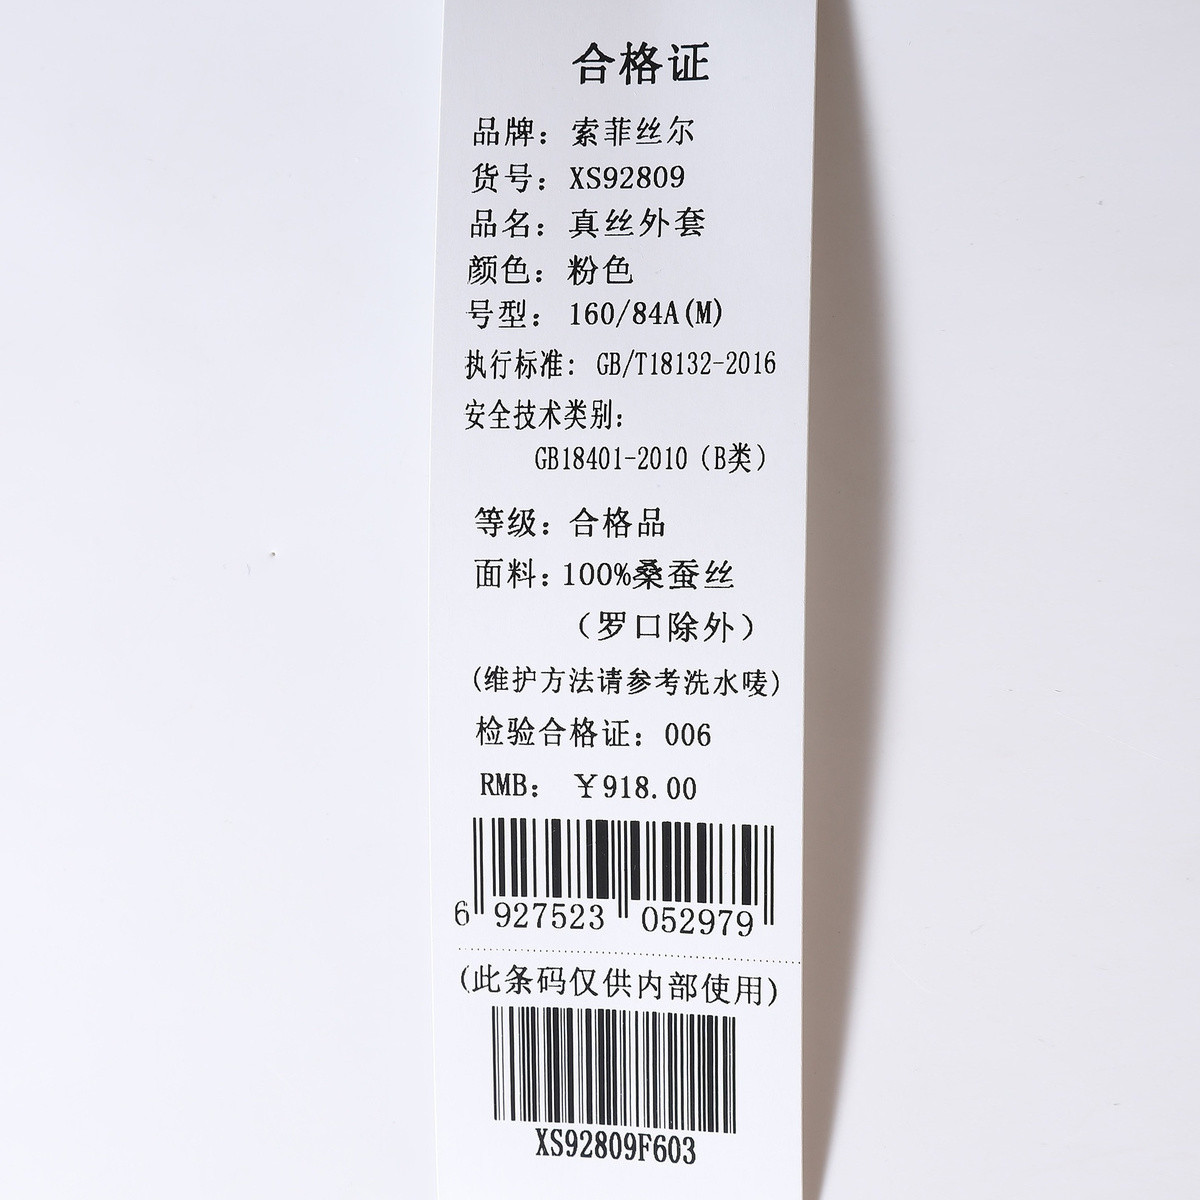 合格证
品牌：索菲丝尔
货号：XS92809
品名：真丝外套
颜色：粉色
号型：160/84A(M)
执行标准：GB/T18132-2016
安全技术类别：
GB18401-2010（B类）
等级：合格品
面料：100%桑蚕丝
（罗口除外）
(维护方法请参考洗水唛)
检验合格证：006
RMB：￥918.00
6 927523 052979
(此条码仅供内部使用)
XS92809F603